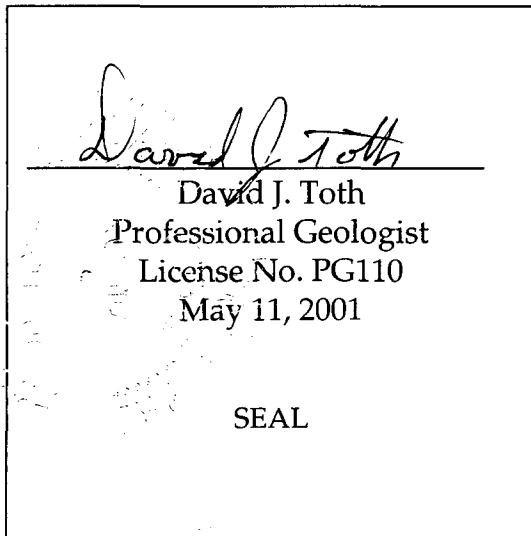 David J. Toth
David J. Toth
Professional Geologist
License No. PG110
May 11, 2001
SEAL